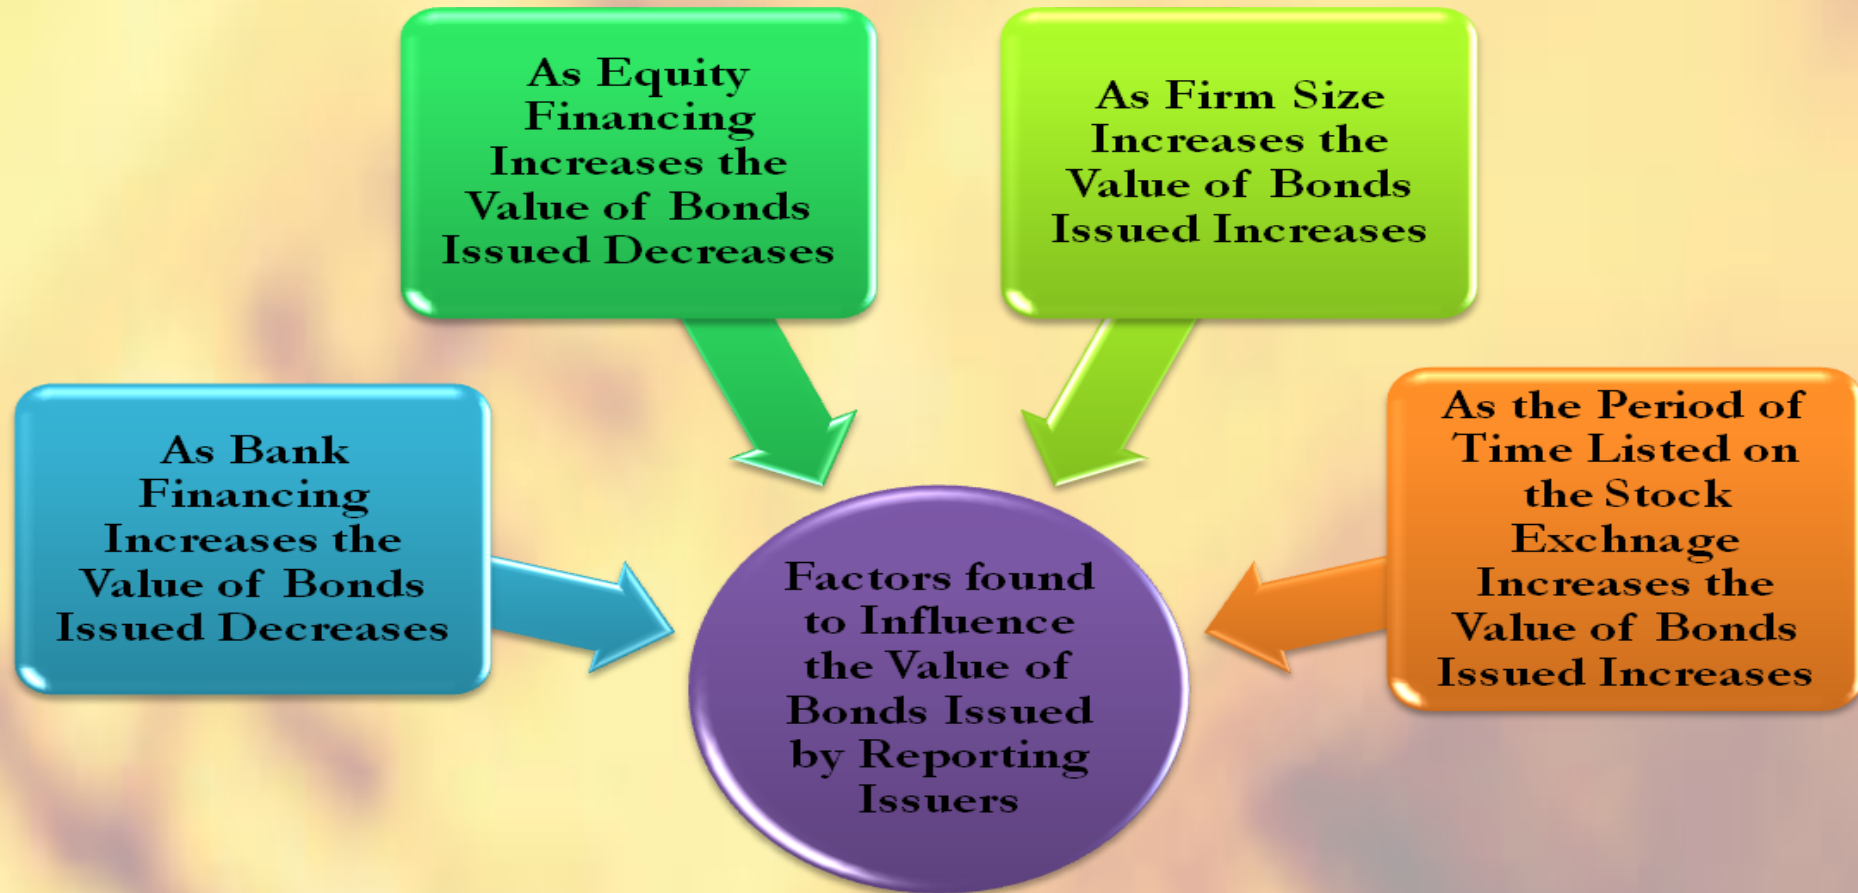 As Equity
Financing
Increases the
Value of Bonds
Issued Decreases
As Firm Size
Increases the
Value of Bonds
Issued Increases
As Bank
Financing
Increases the
Value of Bonds
Issued Decreases
As the Period of
Time Listed on
the Stock
Exchnage
Increases the
Value of Bonds
Issued Increases
Factors found
to Influence
the Value of
Bonds Issued
by Reporting
Issuers